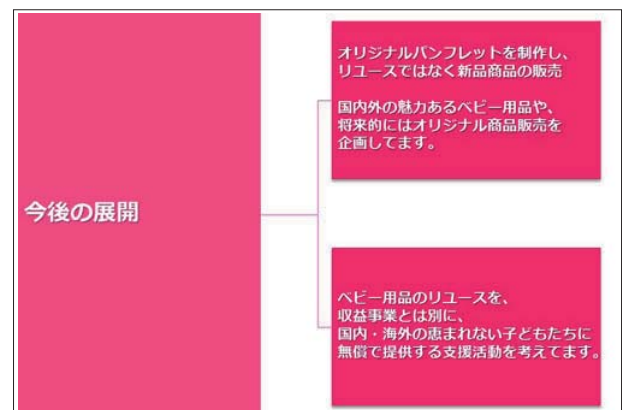 今後の展開
オリジナルパンフレットを制作し、
リユースではなく新品商品の販売
国内外の魅力あるベビー用品や、
将来的にはオリジナル商品販売を
企画してます。
ベビー用品のリユースを、
収益事業とは別に、
国内・海外の恵まれない子どもたちに
無償で提供する支援活動を考えてます。